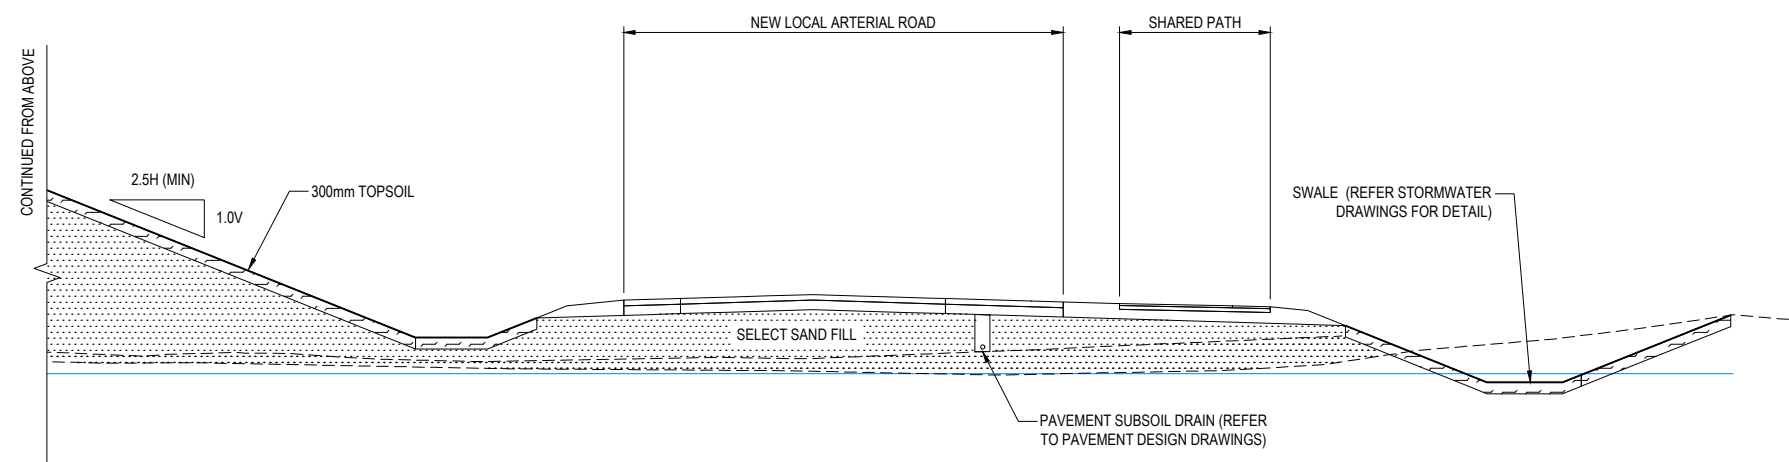 NEW LOCAL ARTERIAL ROAD
SHARED PATH
CONTINUED FROM ABOVE
2.5H (MIN)
1.0V
300mm TOPSOIL
SWALE (REFER STORMWATER
DRAWINGS FOR DETAIL)
SELECT SAND FILL
PAVEMENT SUBSOIL DRAIN (REFER
TO PAVEMENT DESIGN DRAWINGS)